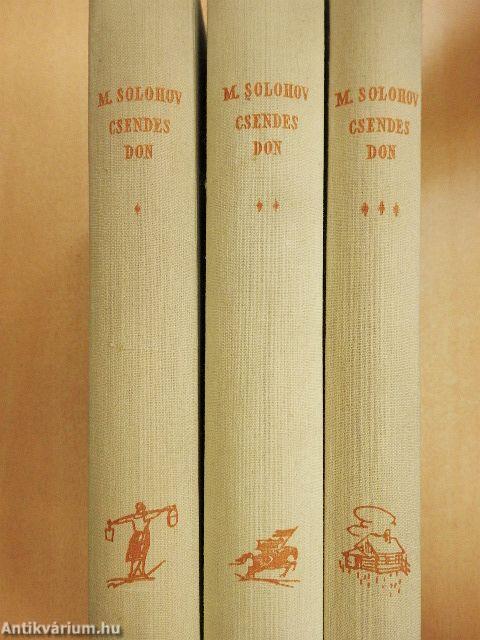 M. SOLOHOV
CSENDES
DON
M. SOLOHOV
CSENDES
DON
M. SOLOHOV
CSENDES
DON
Antikvárium.hu